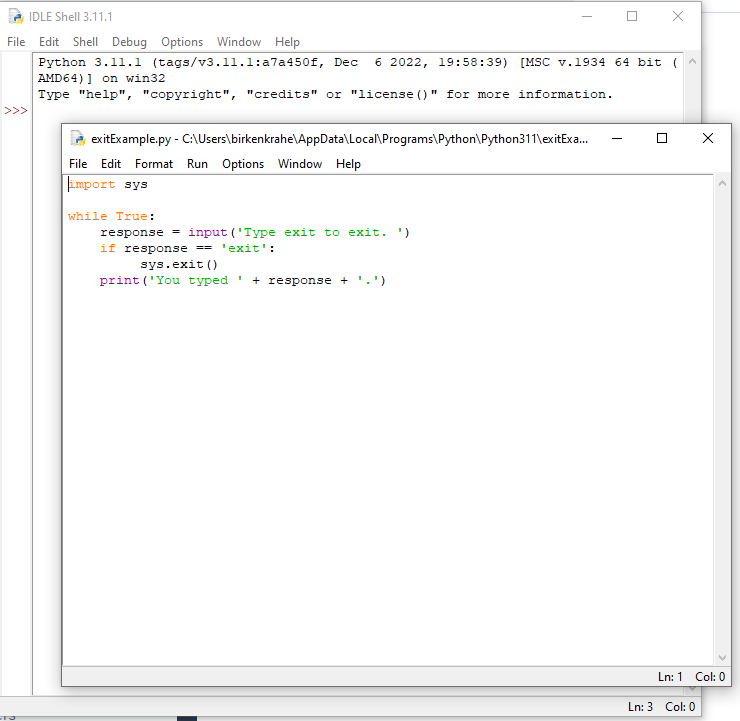 IDLE Shell 3.11.1
File Edit Shell Debug Options Window Help
Python 3.11.1 (tags/v3.11.1:a7a450f, Dec  6 2022, 19:58:39) [MSC v.1934 64 bit (
AMD64)] on win32
Type "help", "copyright", "credits" or "license()" for more information.
>>>
exitExample.py - C:\Users\birkenkrahe\AppData\Local\Programs\Python\Python311\exitExa...
File Edit Format Run Options Window Help
import sys
while True:
    response = input('Type exit to exit. ')
    if response == 'exit':
         sys.exit()
    print('You typed ' + response + '.')
Ln: 1 Col: 0
Ln: 3 Col: 0